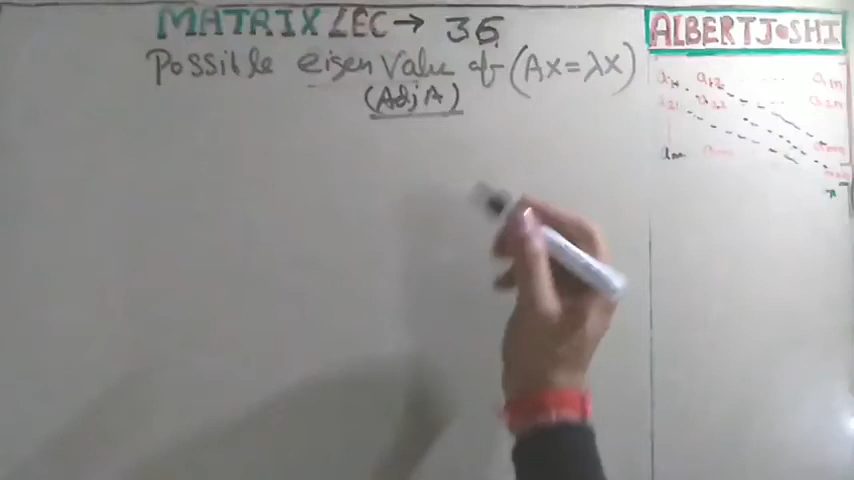 MATRIX LEC → 36
Possible eigen value of (AX=λX)
(Adj A)
ALBERTJOSHI